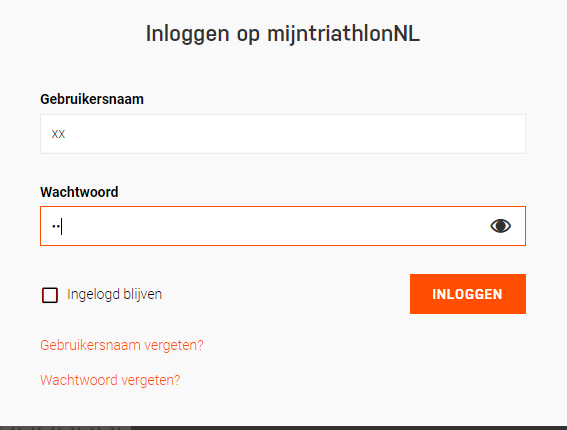 Inloggen op mijntriathlonNL
Gebruikersnaam
xx
Wachtwoord
••
Ingelogd blijven
INLOGGEN
Gebruikersnaam vergeten?
Wachtwoord vergeten?